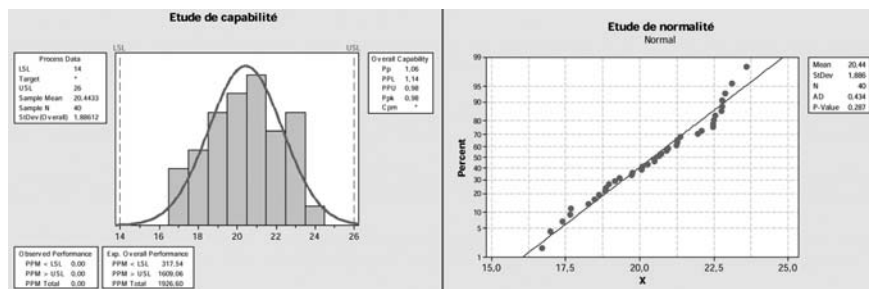 Etude de capabilité
LSL
USL
Process Data
LSL 14
Target *
USL 26
Sample Mean 20.4433
Sample N 40
StDev(Overall) 1.88612
Overall Capability
Pp 1,06
PPL 1,14
PPU 0,98
Ppk 0,98
Cpm *
14 16 18 20 22 24 26
Observed Performance
PPM < LSL 0.00
PPM > USL 0.00
PPM Total 0.00
Exp. Overall Performance
PPM < LSL 317.54
PPM > USL 1609.06
PPM Total 1926.60
Etude de normalité
Normal
Percent
99
95
90
80
70
60
50
40
30
20
10
5
1
15,0 17,5 20,0 22,5 25,0
X
Mean 20,44
StDev 1,886
N 40
AD 0,434
P-Value 0,287